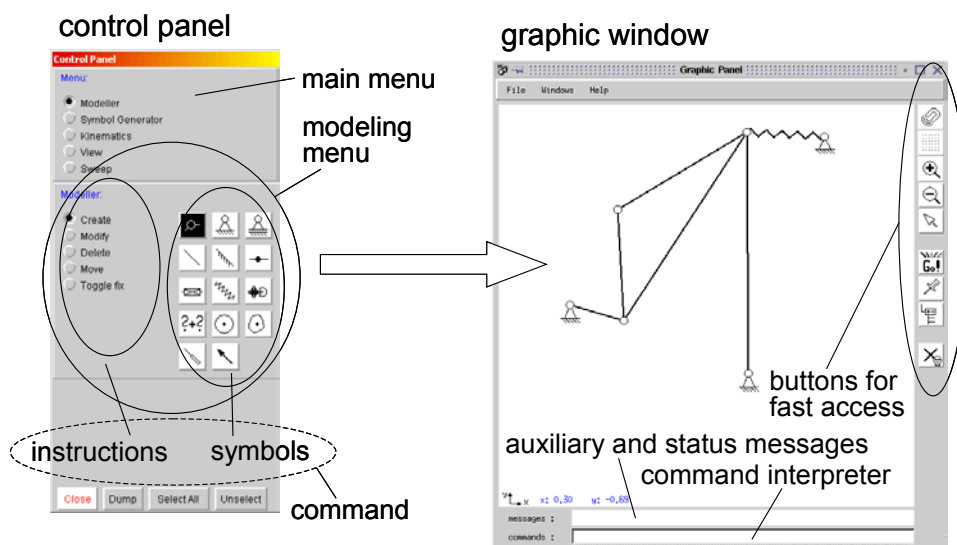 control panel
Control Panel
Menu:
Modeller
Symbol Generator
Kinematics
View
Sweep
main menu
modeling
menu
Modeller:
Create
Modify
Delete
Move
Toggle fix
?+?
instructions
symbols
Close
Dump
Select All
Unselect
command
graphic window
Graphic Panel
File
Windows
Help
Go!
buttons for
fast access
auxiliary and status messages
command interpreter
Y
x
x: 0.30
y: -0.69
messages :
commands :